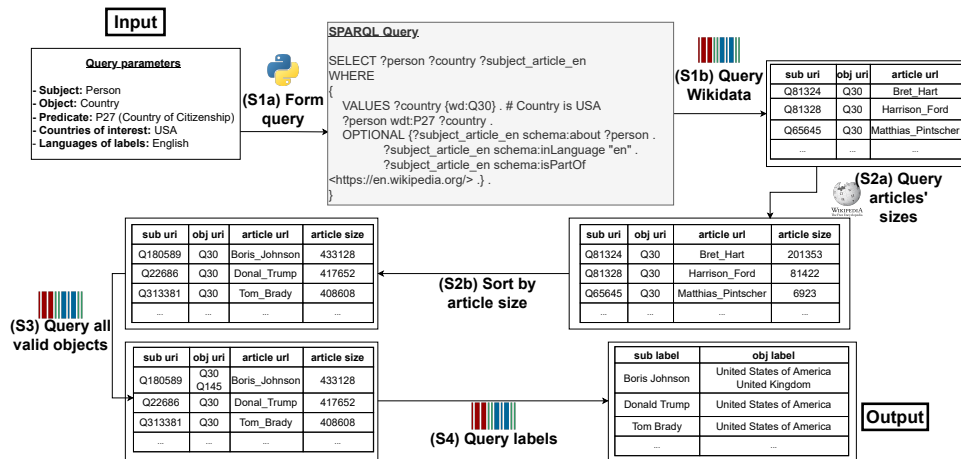 Input
Query parameters
- Subject: Person
- Object: Country
- Predicate: P27 (Country of Citizenship)
- Countries of interest: USA
- Languages of labels: English
(S1a) Form
query
SPARQL Query
SELECT ?person ?country ?subject_article_en
WHERE
{
VALUES ?country {wd:Q30} . # Country is USA
?person wdt:P27 ?country .
OPTIONAL {?subject_article_en schema:about ?person .
?subject_article_en schema:inLanguage "en" .
?subject_article_en schema:isPartOf
<https://en.wikipedia.org/> .} .
}
(S1b) Query
Wikidata
sub uri obj uri article url
Q81324 Q30 Bret_Hart
Q81328 Q30 Harrison_Ford
Q65645 Q30 Matthias_Pintscher
... ... ...
(S2a) Query
articles'
sizes
WIKIPEDIA
The Free Encyclopedia
sub uri obj uri article url article size
Q81324 Q30 Bret_Hart 201353
Q81328 Q30 Harrison_Ford 81422
Q65645 Q30 Matthias_Pintscher 6923
... ... ... ...
(S2b) Sort by
article size
sub uri obj uri article url article size
Q180589 Q30 Boris_Johnson 433128
Q22686 Q30 Donal_Trump 417652
Q313381 Q30 Tom_Brady 408608
... ... ... ...
(S3) Query all
valid objects
sub uri obj uri article url article size
Q180589 Q30 Q145 Boris_Johnson 433128
Q22686 Q30 Donal_Trump 417652
Q313381 Q30 Tom_Brady 408608
... ... ... ...
(S4) Query labels
sub label obj label
Boris Johnson United States of America United Kingdom
Donald Trump United States of America
Tom Brady United States of America
... ...
Output